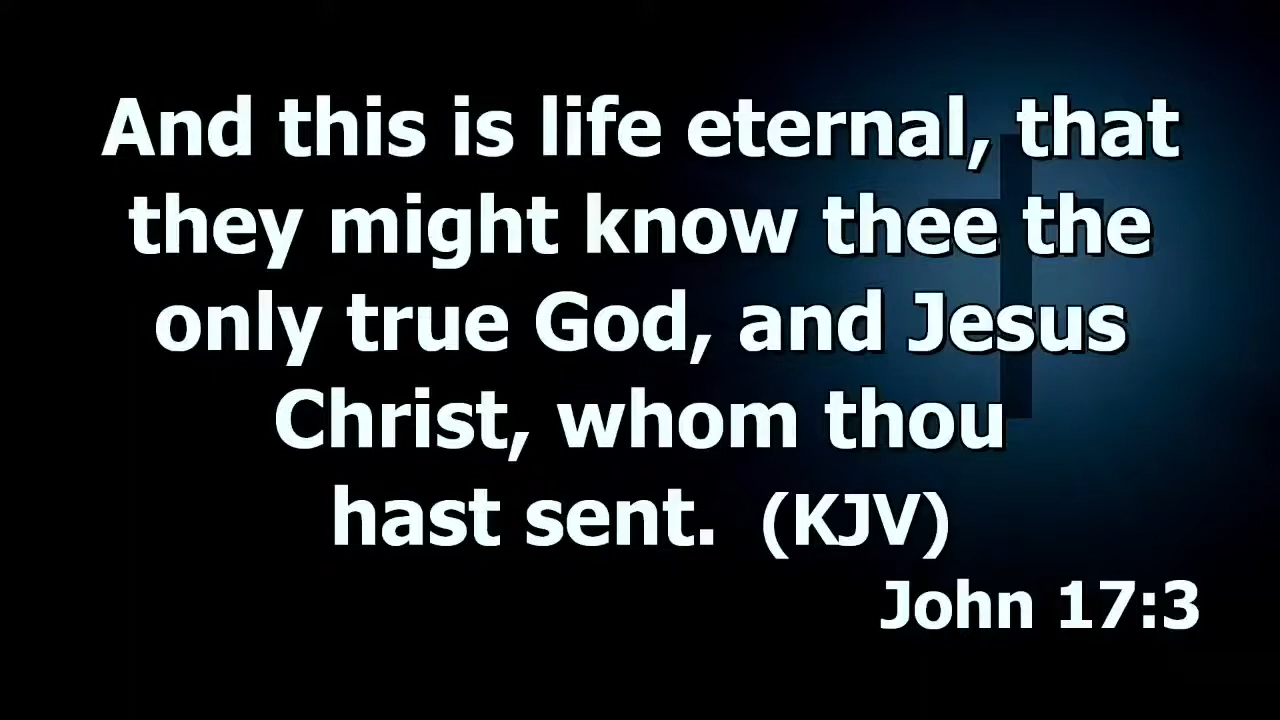 And this is life eternal, that
they might know thee the
only true God, and Jesus
Christ, whom thou
hast sent. (KJV)
John 17:3